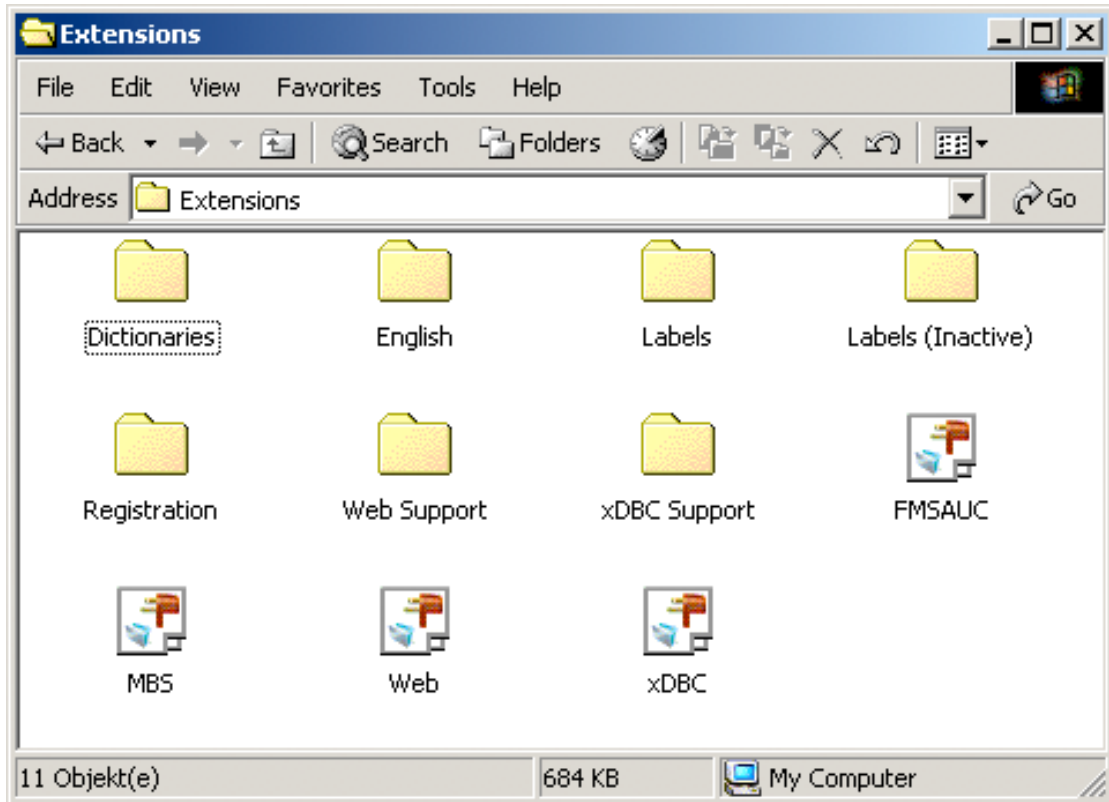 Extensions
File Edit View Favorites Tools Help
Back Search Folders
Address Extensions Go
Dictionaries English Labels Labels (Inactive)
Registration Web Support xDBC Support FMSAUC
MBS Web xDBC
11 Objekt(e) 684 KB My Computer